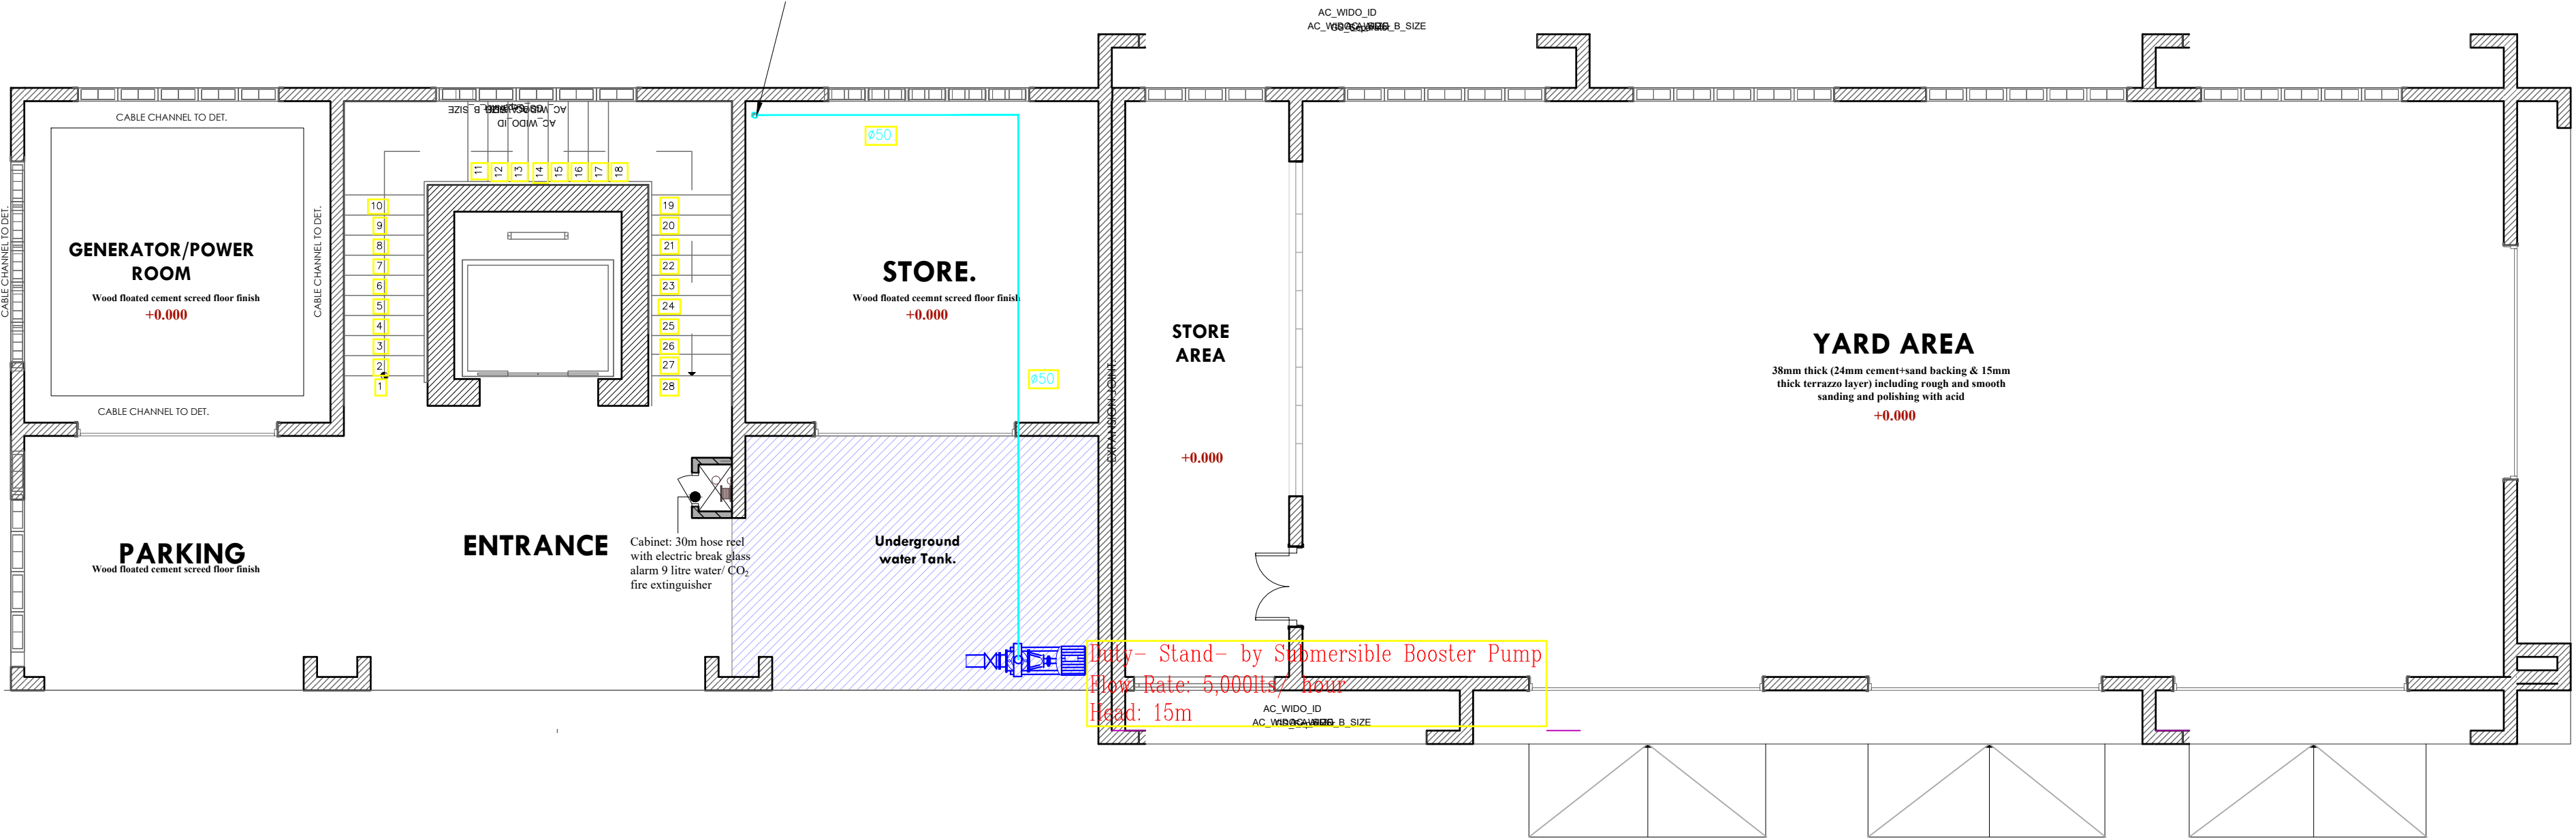 AC_WIDO_ID
CABLE CHANNEL TO DET.
AC_WIDO_ID
Ø50
11
12
13
14
15
16
17
18
10
9
8
7
6
5
4
3
2
1
19
20
21
22
23
24
25
26
27
28
CABLE CHANNEL TO DET.
CABLE CHANNEL TO DET.
GENERATOR/POWER
ROOM
Wood floated cement screed floor finish
+0.000
CABLE CHANNEL TO DET.
STORE.
Wood floated ceemnt screed floor finish
+0.000
Ø50
STORE
AREA
+0.000
EXPANSION JOINT.
YARD AREA
38mm thick (24mm cement+sand backing & 15mm
thick terrazzo layer) including rough and smooth
sanding and polishing with acid
+0.000
PARKING
Wood floated cement screed floor finish
ENTRANCE
Cabinet: 30m hose reel
with electric break glass
alarm 9 litre water/ CO₂
fire extinguisher
Underground
water Tank.
Duty- Stand- by Submersible Booster Pump
Flow Rate: 5,000lts/ hour
Head: 15m
AC_WIDO_ID